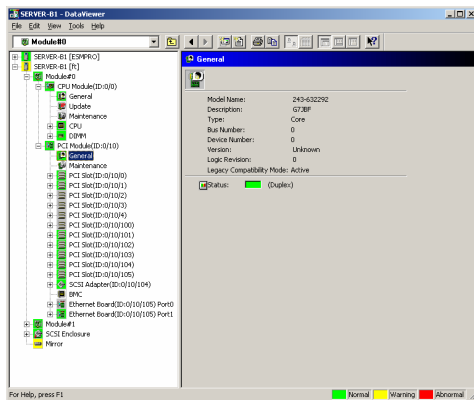 SERVER-B1 - DataViewer
File Edit View Tools Help
Module#0
SERVER-B1 [ESMPRO]
SERVER-B1 [ft]
Module#0
CPU Module(ID:0/0)
General
Update
Maintenance
CPU
DIMM
PCI Module(ID:0/10)
General
Maintenance
PCI Slot(ID:0/10/0)
PCI Slot(ID:0/10/1)
PCI Slot(ID:0/10/2)
PCI Slot(ID:0/10/3)
PCI Slot(ID:0/10/4)
PCI Slot(ID:0/10/100)
PCI Slot(ID:0/10/101)
PCI Slot(ID:0/10/102)
PCI Slot(ID:0/10/103)
PCI Slot(ID:0/10/104)
PCI Slot(ID:0/10/105)
SCSI Adapter(ID:0/10/104)
BMC
Ethernet Board(ID:0/10/105) Port0
Ethernet Board(ID:0/10/105) Port1
Module#1
SCSI Enclosure
Mirror
General
Model Name: 243-632292
Description: G7JBF
Type: Core
Bus Number: 0
Device Number: 0
Version: Unknown
Logic Revision: 0
Legacy Compatibility Mode: Active
Status: (Duplex)
For Help, press F1
Normal Warning Abnormal